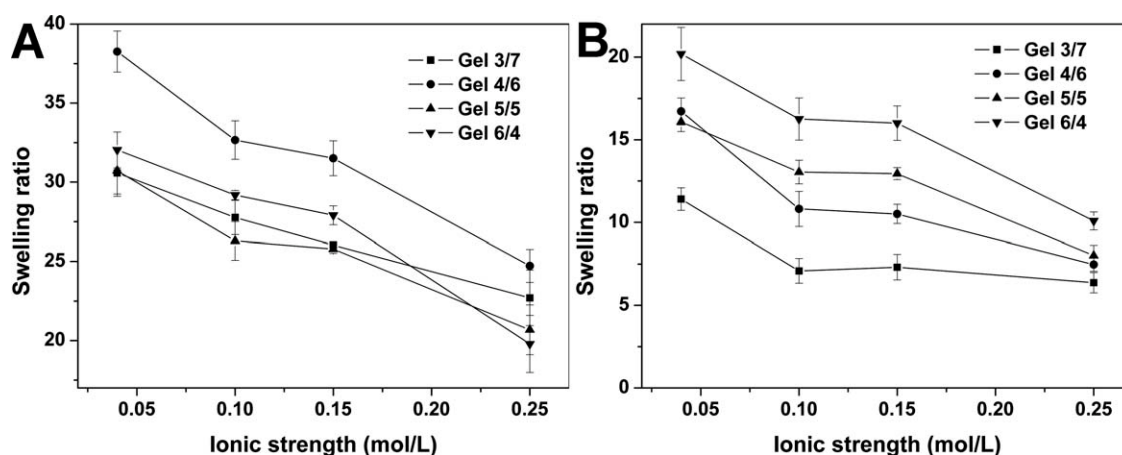 A
Swelling ratio
40
35
30
25
20
Gel 3/7
Gel 4/6
Gel 5/5
Gel 6/4
0.05 0.10 0.15 0.20 0.25
Ionic strength (mol/L)
B
Swelling ratio
20
15
10
5
0
Gel 3/7
Gel 4/6
Gel 5/5
Gel 6/4
0.05 0.10 0.15 0.20 0.25
Ionic strength (mol/L)